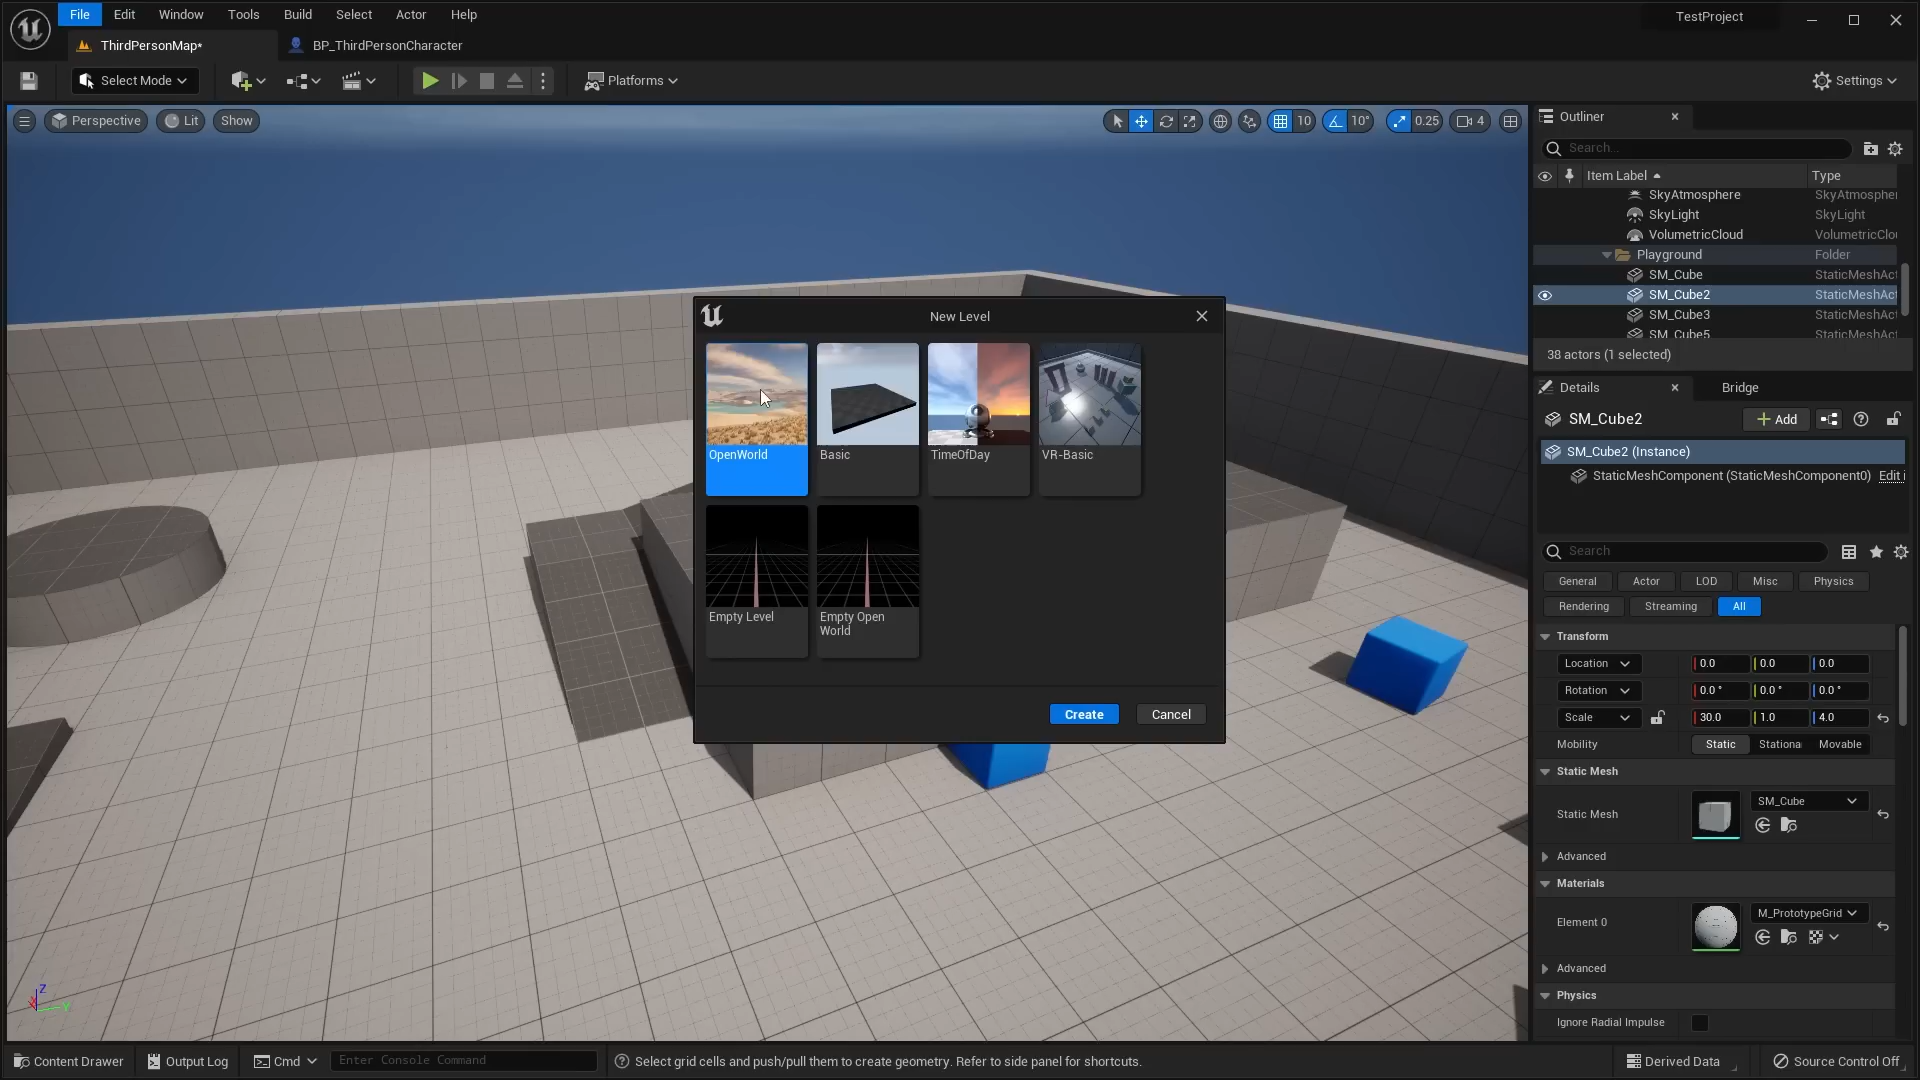 File Edit Window Tools Build Select Actor Help
TestProject
ThirdPersonMap*
BP_ThirdPersonCharacter
Select Mode
Platforms
Settings
Perspective
Lit
Show
10
10°
0.25
4
Outliner
Search...
Item Label
Type
SkyAtmosphere SkyAtmospher
SkyLight SkyLight
VolumetricCloud VolumetricClou
Playground Folder
SM_Cube StaticMeshAct
SM_Cube2 StaticMeshAct
SM_Cube3 StaticMeshAct
SM_Cube5 StaticMeshAct
38 actors (1 selected)
Details
Bridge
SM_Cube2
Add
SM_Cube2 (Instance)
StaticMeshComponent (StaticMeshComponent0) Edit i
Search
General Actor LOD Misc Physics
Rendering Streaming All
Transform
Location 0.0 0.0 0.0
Rotation 0.0° 0.0° 0.0°
Scale 30.0 1.0 4.0
Mobility Static Stationa Movable
Static Mesh
Static Mesh
SM_Cube
Advanced
Materials
Element 0
M_PrototypeGrid
Advanced
Physics
Ignore Radial Impulse
New Level
OpenWorld
Basic
TimeOfDay
VR-Basic
Empty Level
Empty Open
World
Create
Cancel
Z
X
Y
Content Drawer
Output Log
Cmd
Enter Console Command
Select grid cells and push/pull them to create geometry. Refer to side panel for shortcuts.
Derived Data
Source Control Off